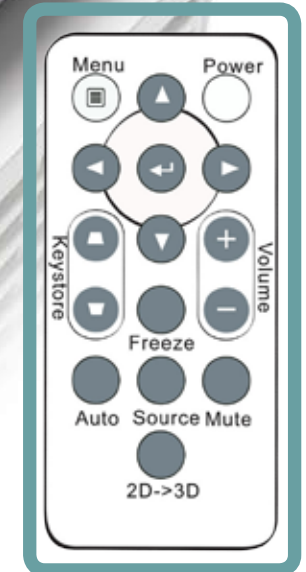 Menu Power
Keystore
Volume
+
−
Freeze
Auto Source Mute
2D->3D